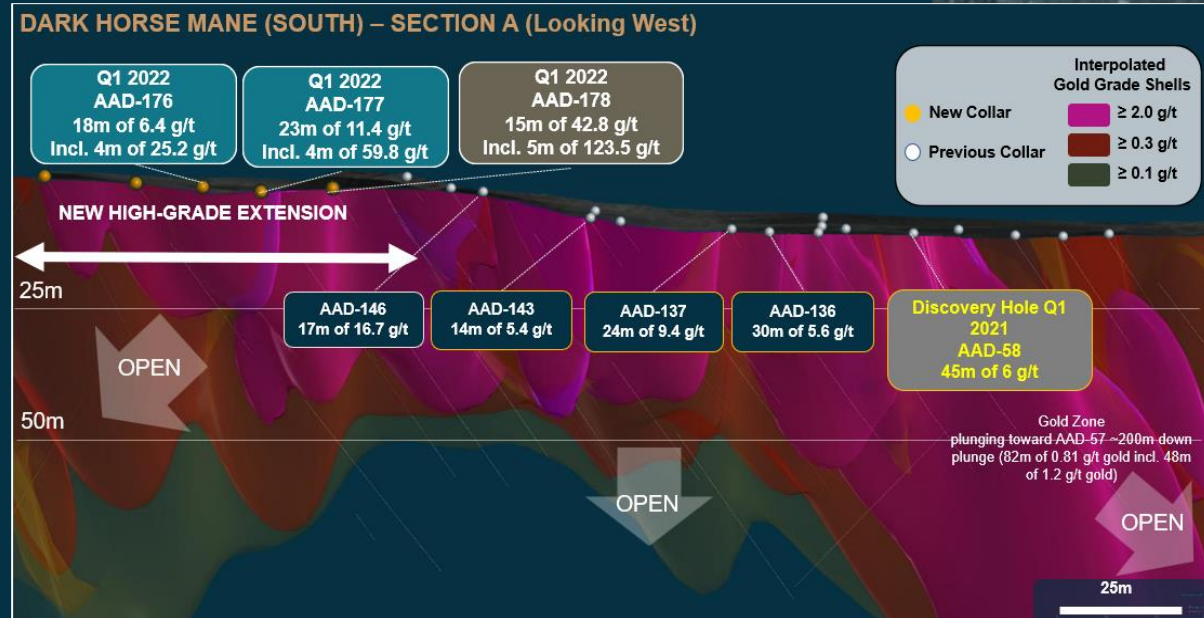 DARK HORSE MANE (SOUTH) – SECTION A (Looking West)
Q1 2022
AAD-176
18m of 6.4 g/t
Incl. 4m of 25.2 g/t
Q1 2022
AAD-177
23m of 11.4 g/t
Incl. 4m of 59.8 g/t
Q1 2022
AAD-178
15m of 42.8 g/t
Incl. 5m of 123.5 g/t
New Collar
Previous Collar
Interpolated
Gold Grade Shells
≥ 2.0 g/t
≥ 0.3 g/t
≥ 0.1 g/t
NEW HIGH-GRADE EXTENSION
25m
AAD-146
17m of 16.7 g/t
AAD-143
14m of 5.4 g/t
AAD-137
24m of 9.4 g/t
AAD-136
30m of 5.6 g/t
Discovery Hole Q1
2021
AAD-58
45m of 6 g/t
OPEN
50m
Gold Zone
plunging toward AAD-57 ~200m down
plunge (82m of 0.81 g/t gold incl. 48m
of 1.2 g/t gold)
OPEN
OPEN
25m